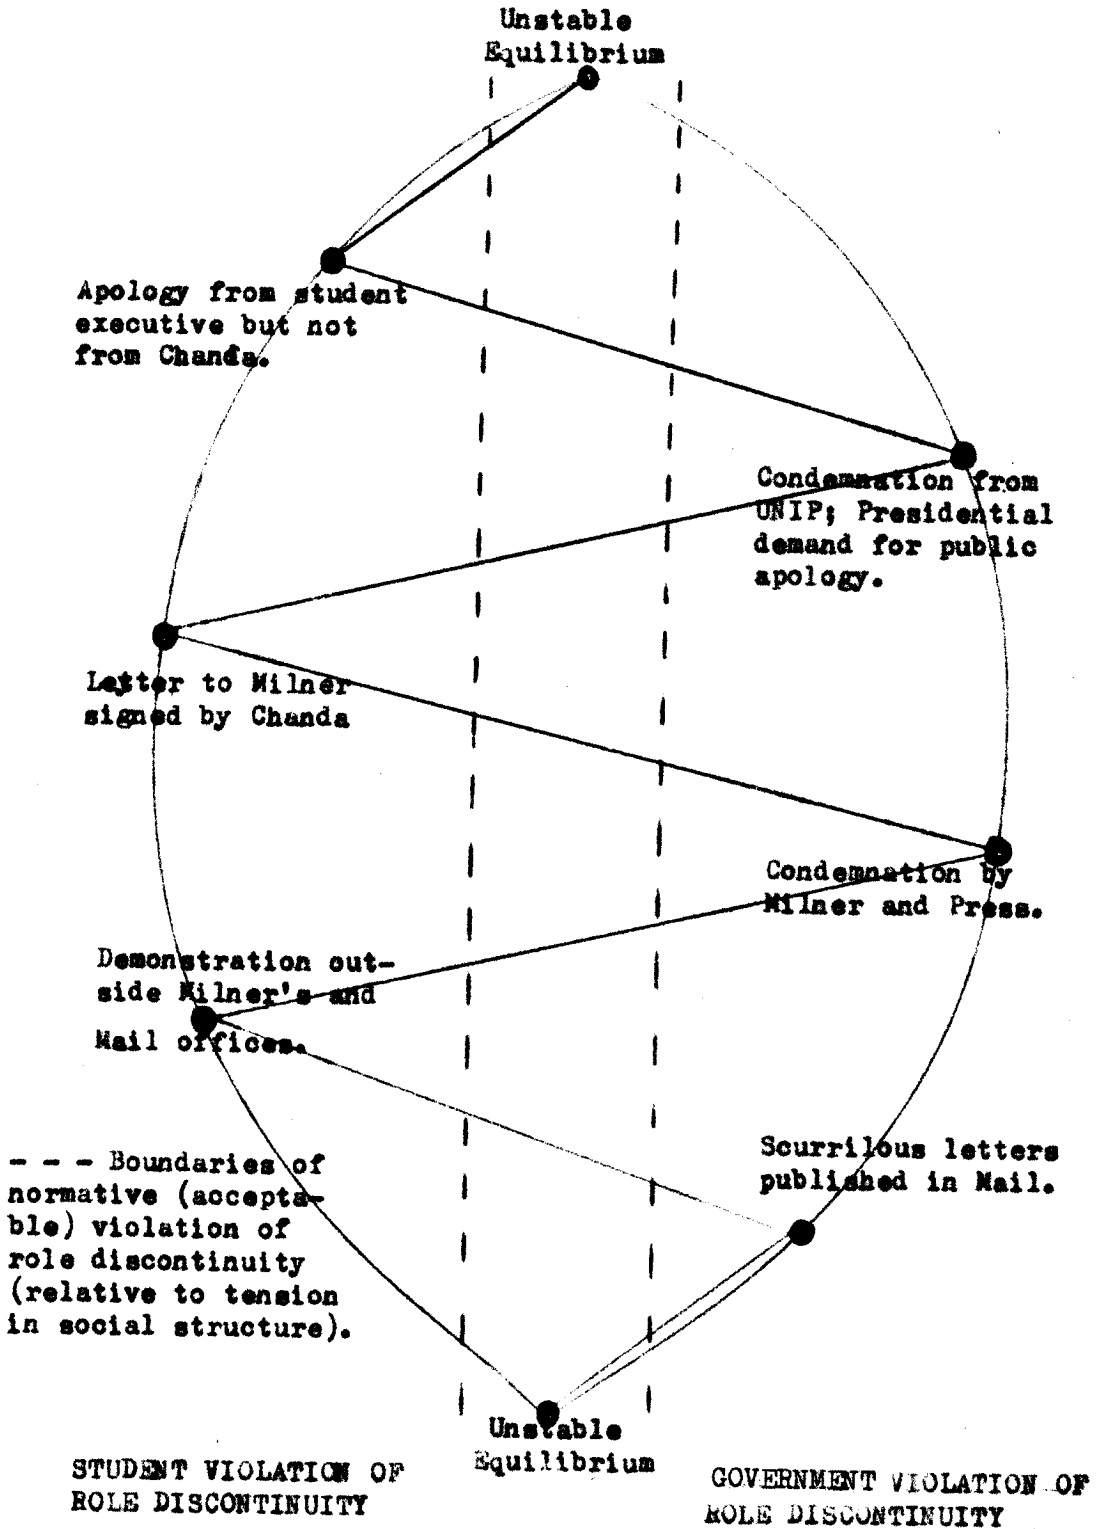 Unstable
Equilibrium
Apology from student
executive but not
from Chanda.
Condemnation from
UNIP; Presidential
demand for public
apology.
Letter to Milner
signed by Chanda
Condemnation by
Milner and Press.
Demonstration out-
side Milner's and
Mail offices.
Scurrilous letters
published in Mail.
- - - Boundaries of
normative (accepta-
ble) violation of
role discontinuity
(relative to tension
in social structure).
Unstable
Equilibrium
STUDENT VIOLATION OF
ROLE DISCONTINUITY
GOVERNMENT VIOLATION OF
ROLE DISCONTINUITY